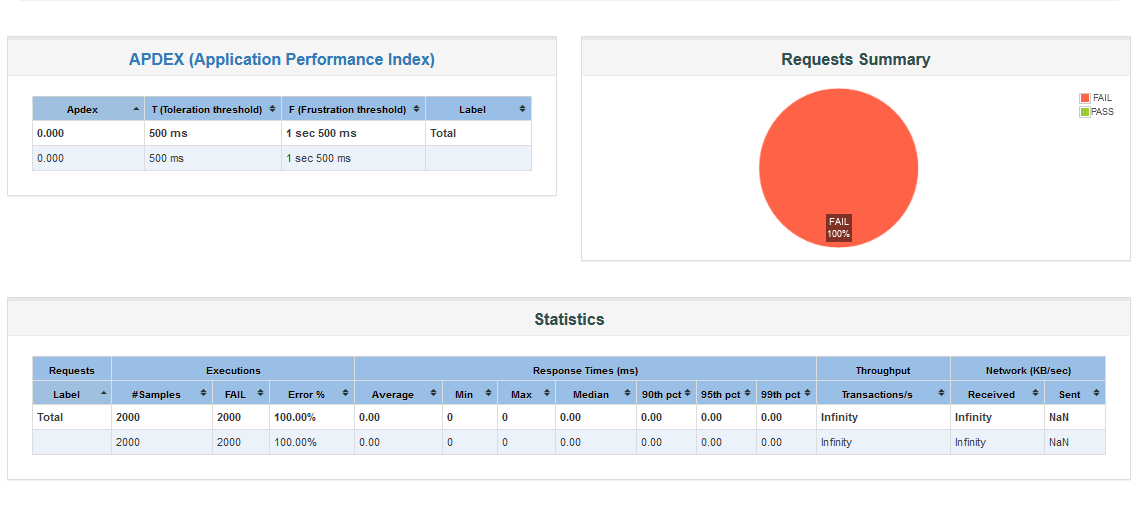 APDEX (Application Performance Index)
Apdex T (Toleration threshold) F (Frustration threshold) Label
0.000 500 ms 1 sec 500 ms Total
0.000 500 ms 1 sec 500 ms
Requests Summary
FAIL
PASS
FAIL
100%
Statistics
Requests Executions Response Times (ms) Throughput Network (KB/sec)
Label #Samples FAIL Error % Average Min Max Median 90th pct 95th pct 99th pct Transactions/s Received Sent
Total 2000 2000 100.00% 0.00 0 0 0.00 0.00 0.00 0.00 Infinity Infinity NaN
2000 2000 100.00% 0.00 0 0 0.00 0.00 0.00 0.00 Infinity Infinity NaN